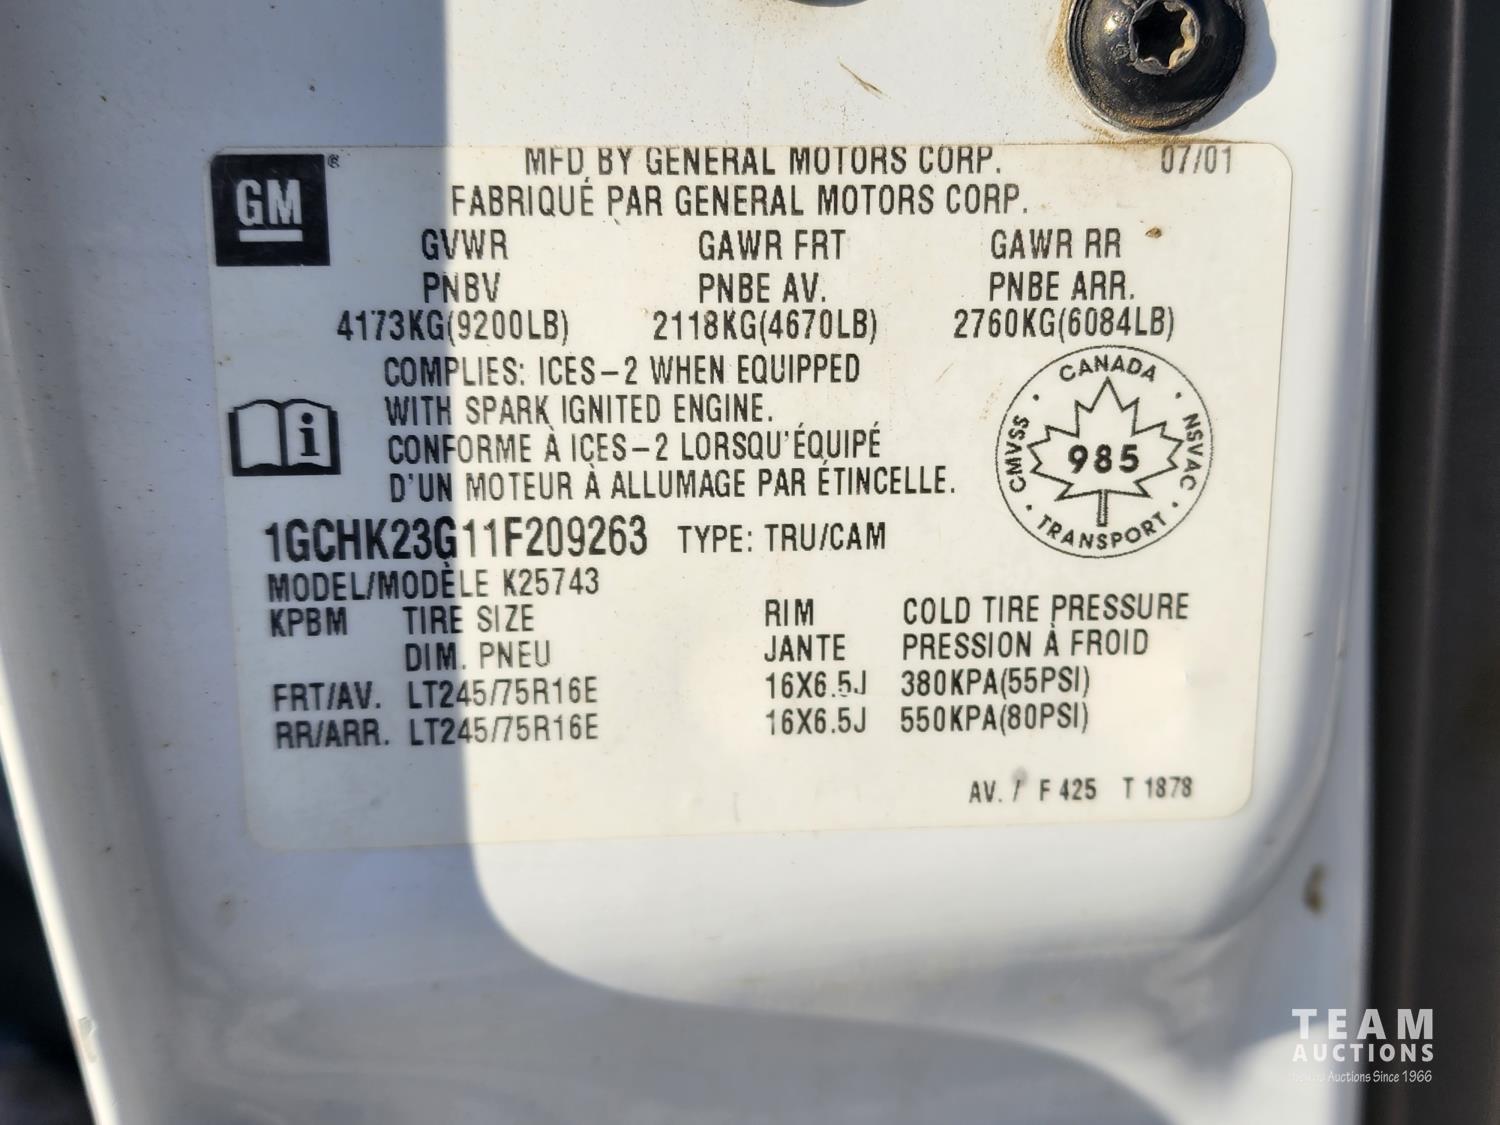 GM ®
MFD BY GENERAL MOTORS CORP. 07/01
FABRIQUÉ PAR GENERAL MOTORS CORP.
GVWR GAWR FRT GAWR RR
PNBV PNBE AV. PNBE ARR.
4173KG(9200LB) 2118KG(4670LB) 2760KG(6084LB)
COMPLIES: ICES-2 WHEN EQUIPPED
WITH SPARK IGNITED ENGINE.
CONFORME À ICES-2 LORSQU'ÉQUIPÉ
D'UN MOTEUR À ALLUMAGE PAR ÉTINCELLE.
CANADA
CMVSS · NSVAC
985
TRANSPORT
1GCHK23G11F209263 TYPE: TRU/CAM
MODEL/MODÈLE K25743
KPBM TIRE SIZE RIM COLD TIRE PRESSURE
DIM. PNEU JANTE PRESSION À FROID
FRT/AV. LT245/75R16E 16X6.5J 380KPA(55PSI)
RR/ARR. LT245/75R16E 16X6.5J 550KPA(80PSI)
AV. / F 425 T 1878
TEAM
AUCTIONS
Auctions Since 1966